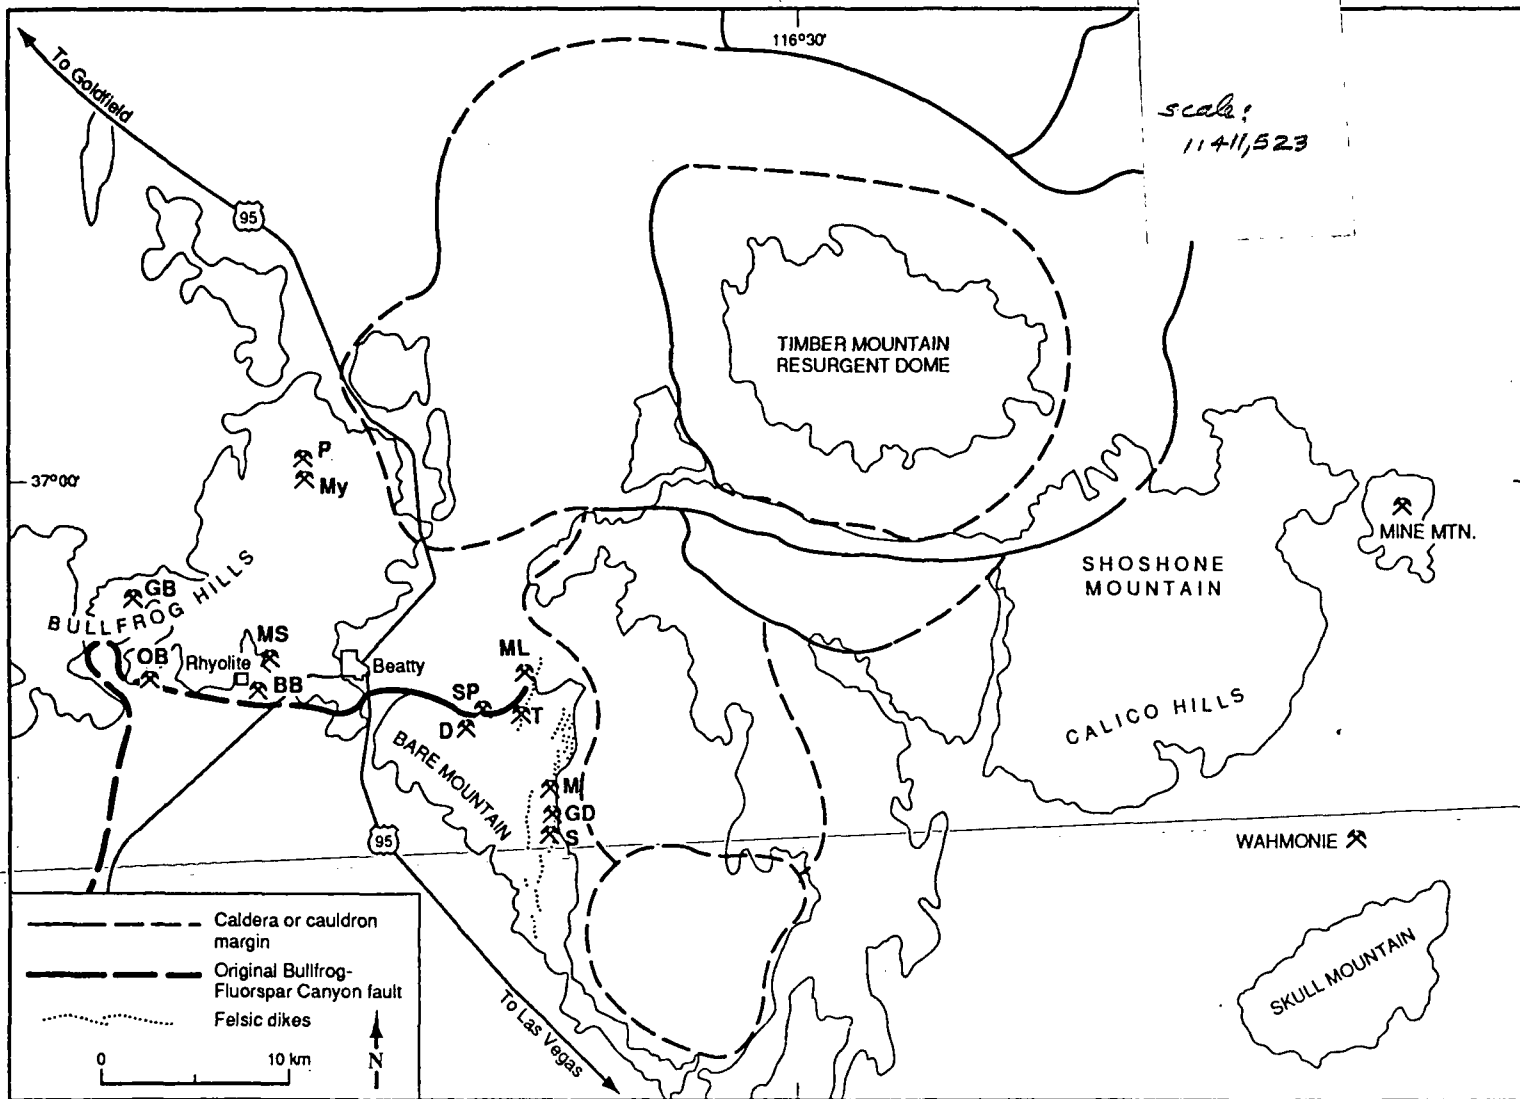 116°30'
To Goldfield
scale:
1:411,523
95
TIMBER MOUNTAIN
RESURGENT DOME
P
My
37°00'
MINE MTN.
SHOSHONE
MOUNTAIN
GB
BULLFROG HILLS
MS
OB
Rhyolite
Beatty
BB
ML
SP
T
D
CALICO HILLS
BARE MOUNTAIN
M
GD
S
95
WAHMONIE
Caldera or cauldron
margin
Original Bullfrog-
Fluorspar Canyon fault
Felsic dikes
0 10 km
N
To Las Vegas
SKULL MOUNTAIN